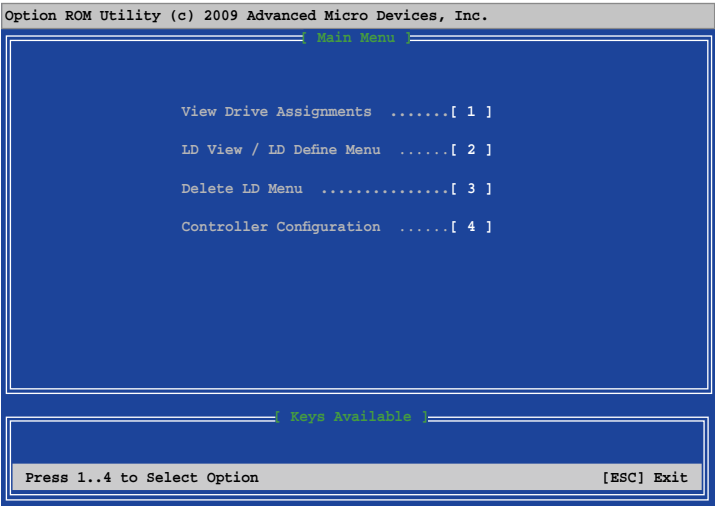 Option ROM Utility (c) 2009 Advanced Micro Devices, Inc.
[ Main Menu ]
View Drive Assignments .......[ 1 ]
LD View / LD Define Menu ......[ 2 ]
Delete LD Menu ...............[ 3 ]
Controller Configuration ......[ 4 ]
[ Keys Available ]
Press 1..4 to Select Option [ESC] Exit